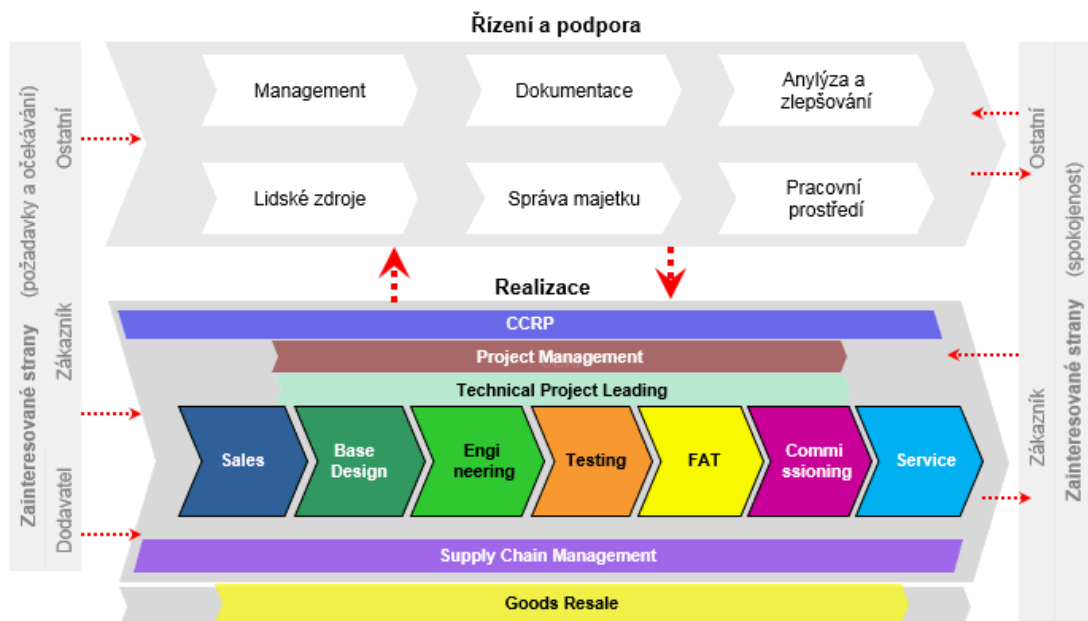 Řízení a podpora
Zainteresované strany (požadavky a očekávání)
Ostatní
Zákazník
Dodavatel
Management
Dokumentace
Anylýza a
zlepšování
Lidské zdroje
Správa majetku
Pracovní
prostředí
Ostatní
Zákazník
Zainteresované strany (spokojenost)
Realizace
CCRP
Project Management
Technical Project Leading
Sales
Base
Design
Engi
neering
Testing
FAT
Commi
ssioning
Service
Supply Chain Management
Goods Resale